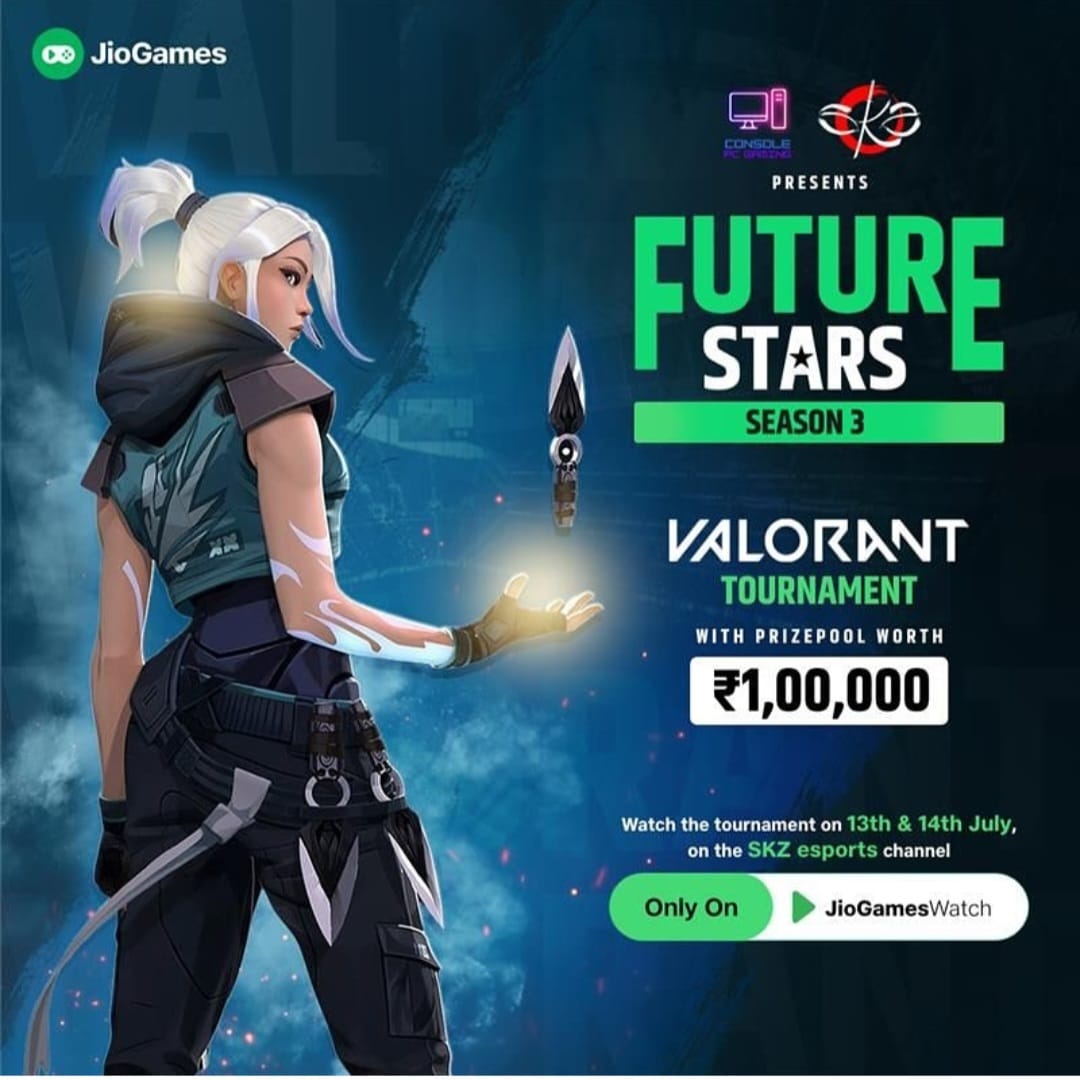 JioGames
CONSOLE
PC GAMING
SKZ
PRESENTS
FUTURE
STARS
SEASON 3
VALORANT
TOURNAMENT
WITH PRIZEPOOL WORTH
₹1,00,000
Watch the tournament on 13th & 14th July,
on the SKZ esports channel
Only On JioGamesWatch